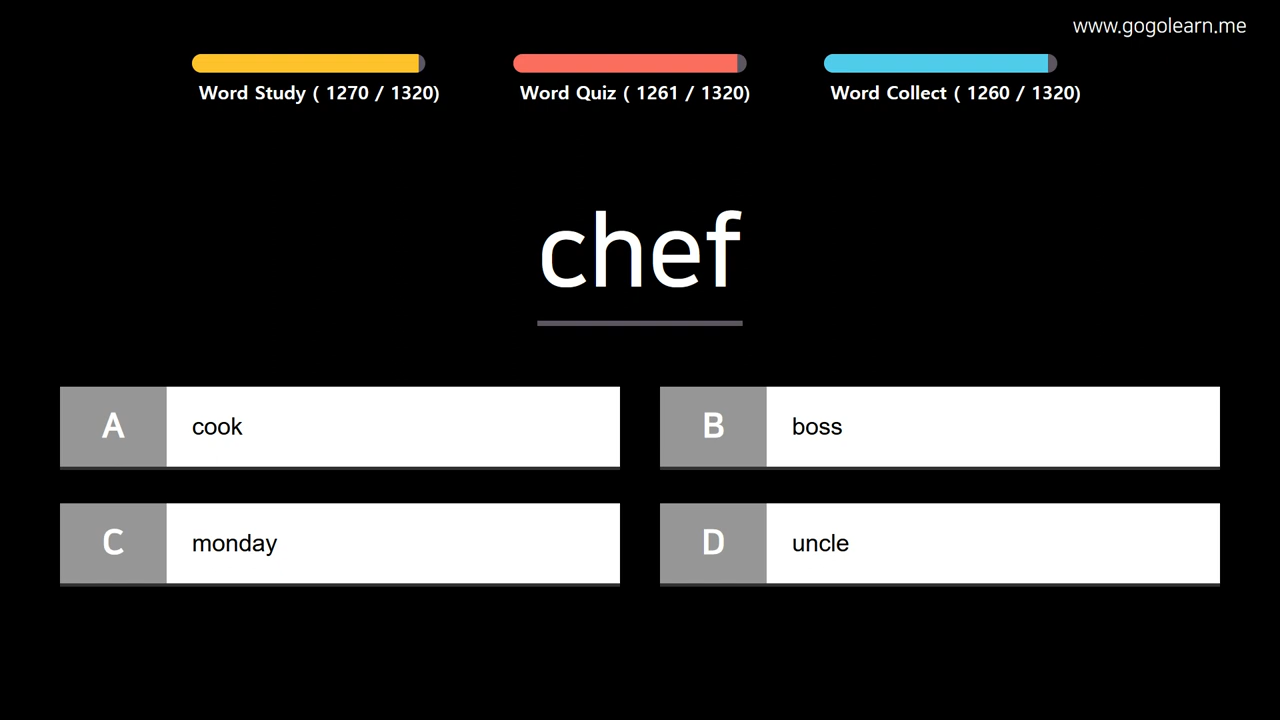 www.gogolearn.me
Word Study ( 1270 / 1320)
Word Quiz ( 1261 / 1320)
Word Collect ( 1260 / 1320)
chef
A cook
B boss
C monday
D uncle